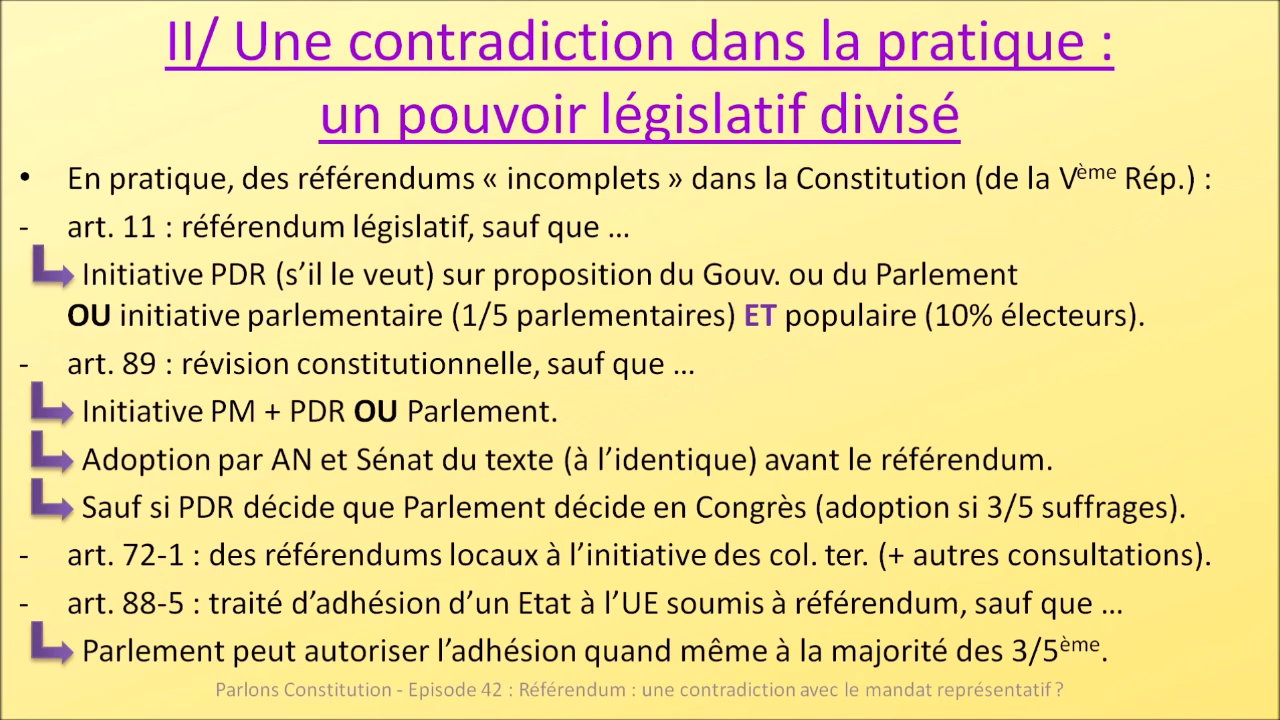 II/ Une contradiction dans la pratique :
un pouvoir législatif divisé
• En pratique, des référendums « incomplets » dans la Constitution (de la Vème Rép.) :
- art. 11 : référendum législatif, sauf que ...
Initiative PDR (s’il le veut) sur proposition du Gouv. ou du Parlement
OU initiative parlementaire (1/5 parlementaires) ET populaire (10% électeurs).
- art. 89 : révision constitutionnelle, sauf que ...
Initiative PM + PDR OU Parlement.
Adoption par AN et Sénat du texte (à l’identique) avant le référendum.
Sauf si PDR décide que Parlement décide en Congrès (adoption si 3/5 suffrages).
- art. 72-1 : des référendums locaux à l’initiative des col. ter. (+ autres consultations).
- art. 88-5 : traité d’adhésion d’un Etat à l’UE soumis à référendum, sauf que ...
Parlement peut autoriser l’adhésion quand même à la majorité des 3/5ème.
Parlons Constitution - Episode 42 : Référendum : une contradiction avec le mandat représentatif ?